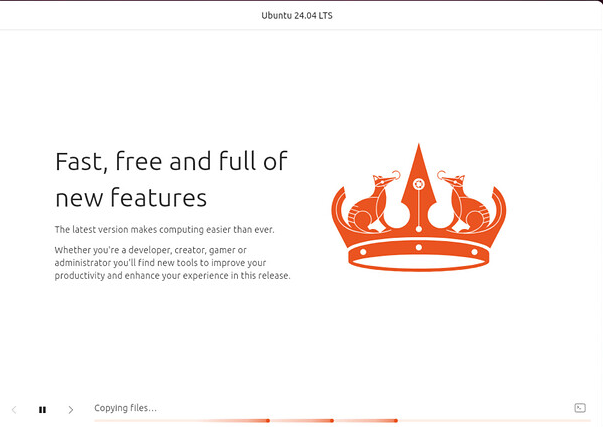 Ubuntu 24.04 LTS
Fast, free and full of
new features
The latest version makes computing easier than ever.
Whether you're a developer, creator, gamer or
administrator you'll find new tools to improve your
productivity and enhance your experience in this release.
Copying files...